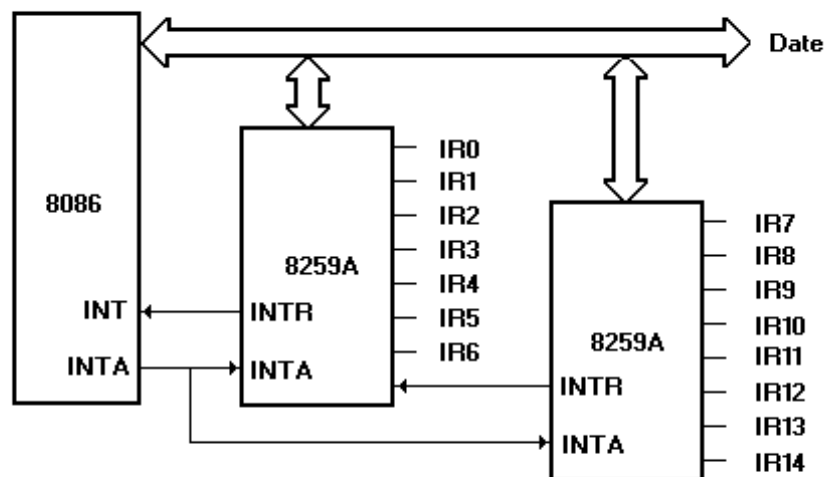 Date
8086
INT
INTA
8259A
INTR
INTA
IR0
IR1
IR2
IR3
IR4
IR5
IR6
8259A
INTR
INTA
IR7
IR8
IR9
IR10
IR11
IR12
IR13
IR14